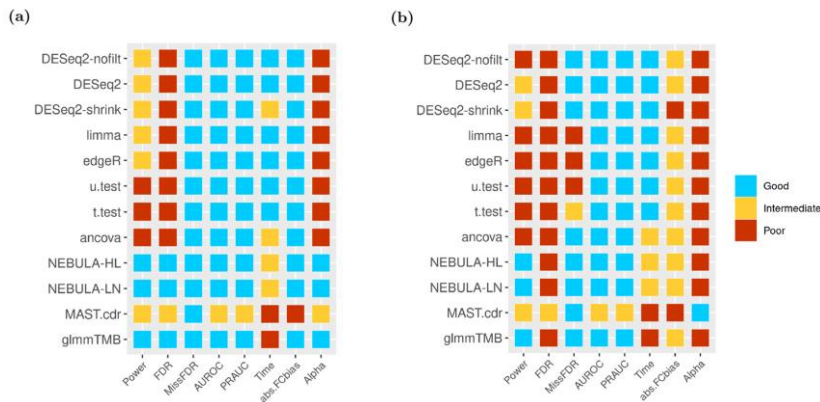 (a)
DESeq2-nofilt
DESeq2
DESeq2-shrink
limma
edgeR
u.test
t.test
ancova
NEBULA-HL
NEBULA-LN
MAST.cdr
glmmTMB
Power
FDR
MissFDR
AUROC
PRAUC
Time
abs.FCbias
Alpha
(b)
DESeq2-nofilt
DESeq2
DESeq2-shrink
limma
edgeR
u.test
t.test
ancova
NEBULA-HL
NEBULA-LN
MAST.cdr
glmmTMB
Power
FDR
MissFDR
AUROC
PRAUC
Time
abs.FCbias
Alpha
Good
Intermediate
Poor